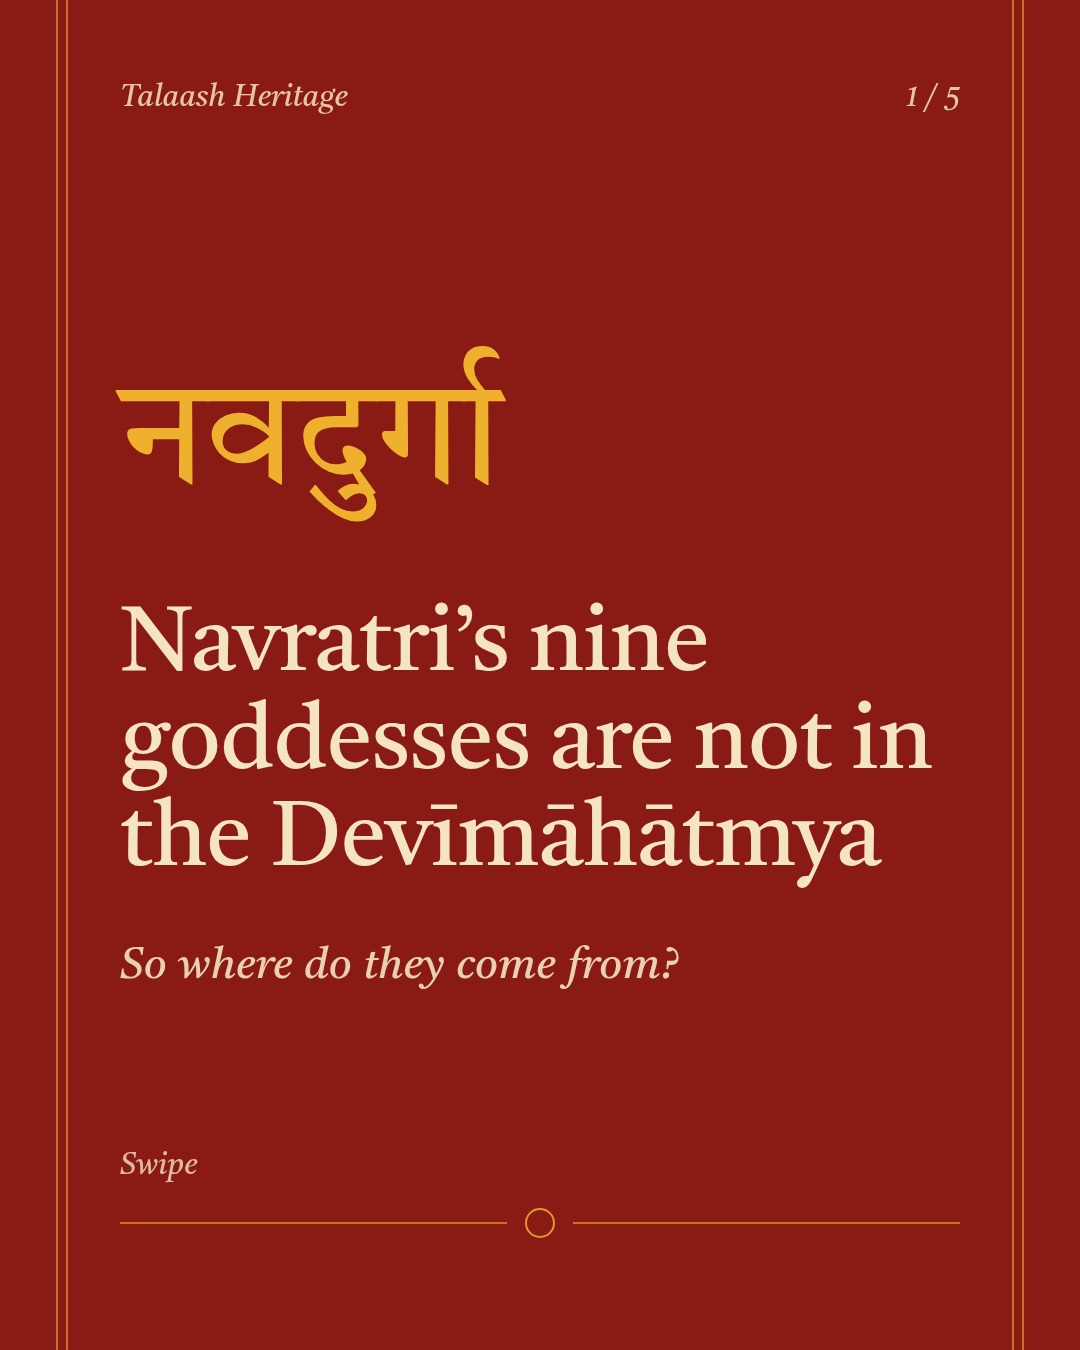 Talaash Heritage
1 / 5
नवदुर्गा
Navratri’s nine
goddesses are not in
the Devīmāhātmya
So where do they come from?
Swipe